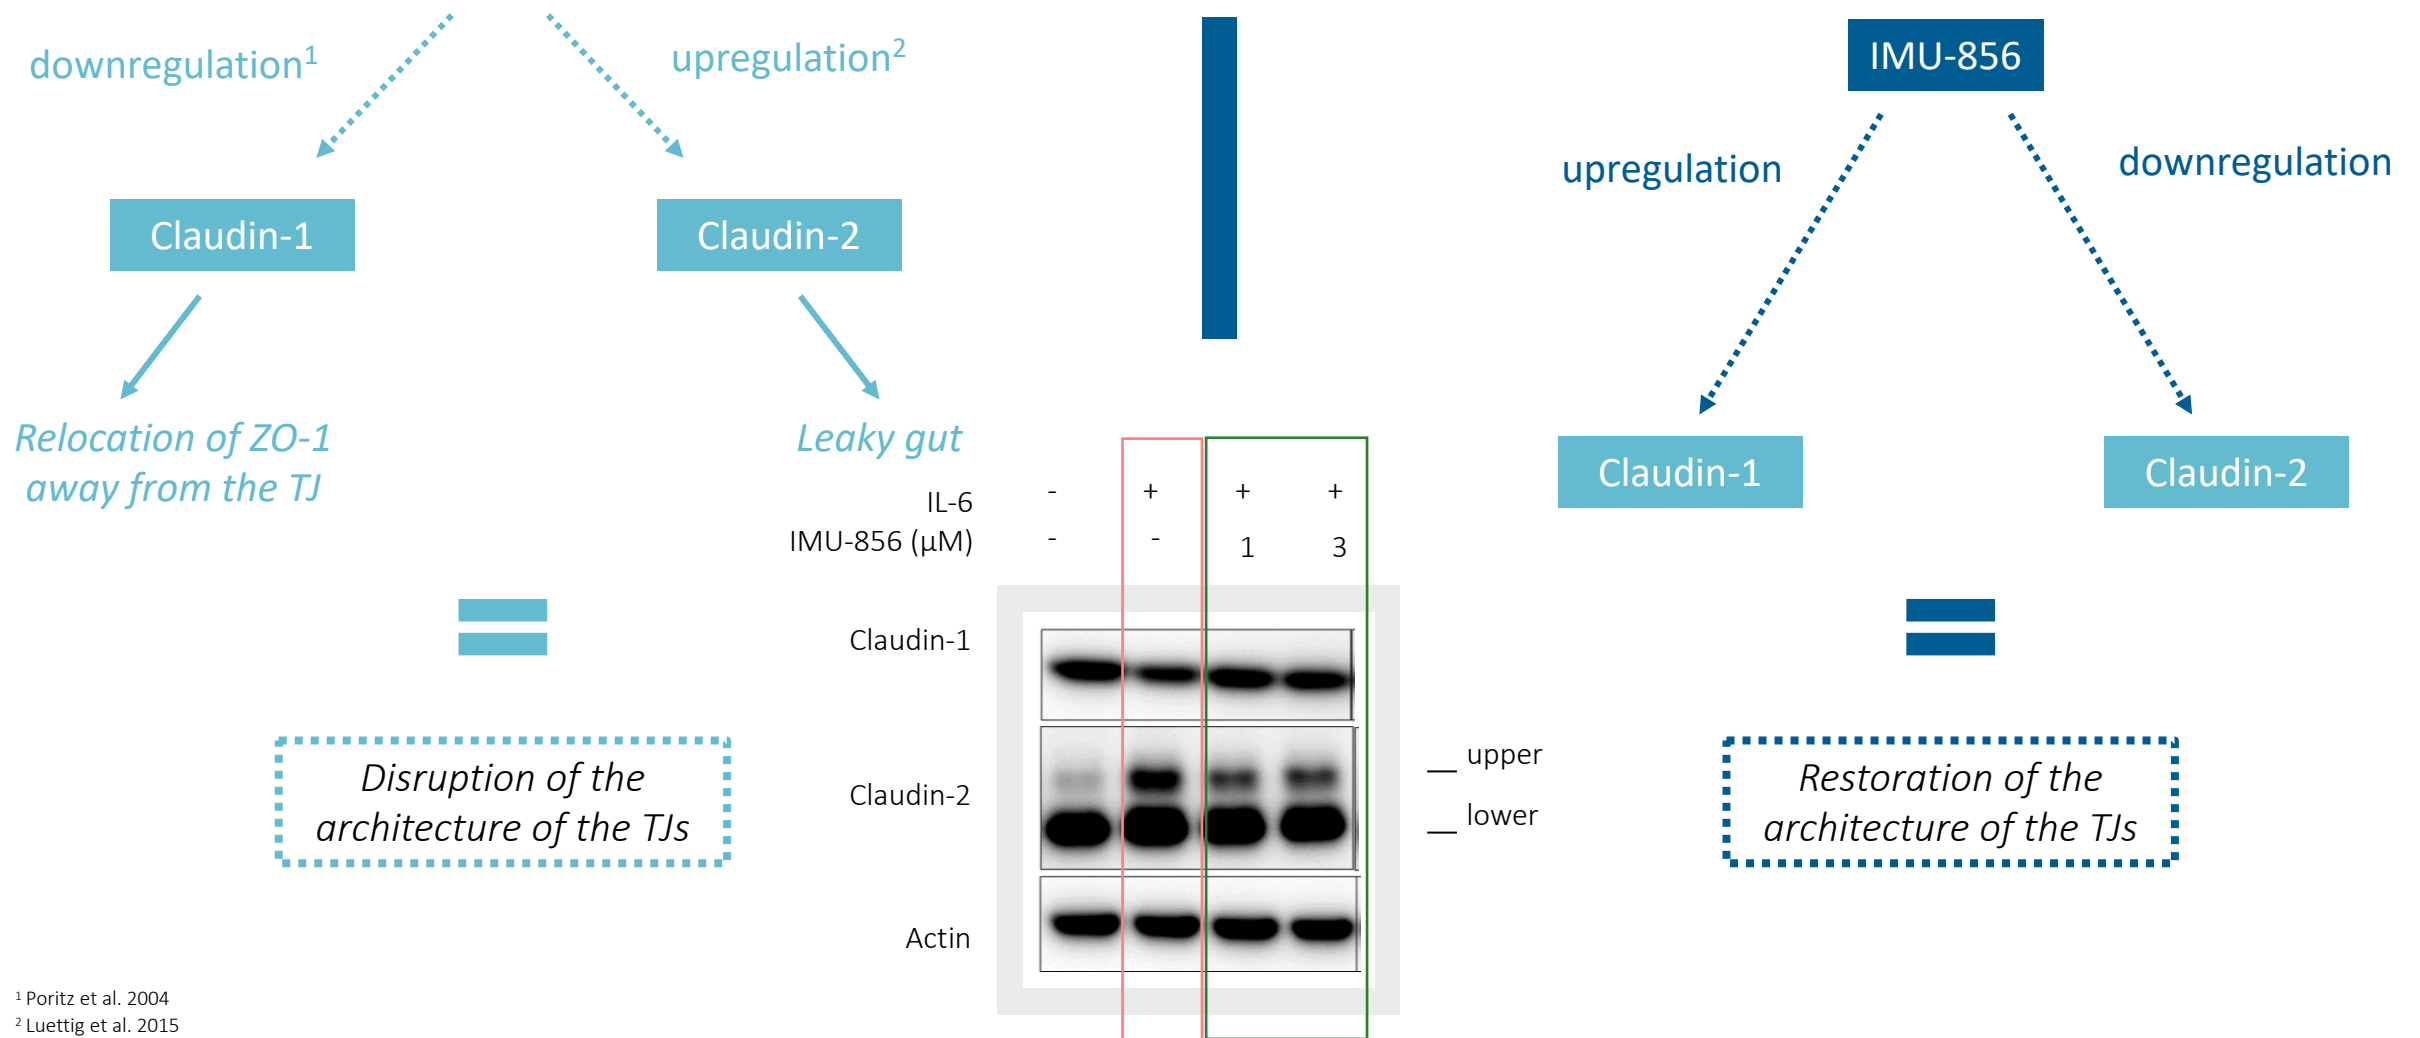 downregulation1
upregulation2
Claudin-1
Claudin-2
Relocation of ZO-1
away from the TJ
Leaky gut
Disruption of the
architecture of the TJs
IL-6 - + + +
IMU-856 (µM) - - 1 3
Claudin-1
Claudin-2
upper
lower
Actin
IMU-856
upregulation
downregulation
Claudin-1
Claudin-2
Restoration of the
architecture of the TJs
1 Poritz et al. 2004
2 Luettig et al. 2015